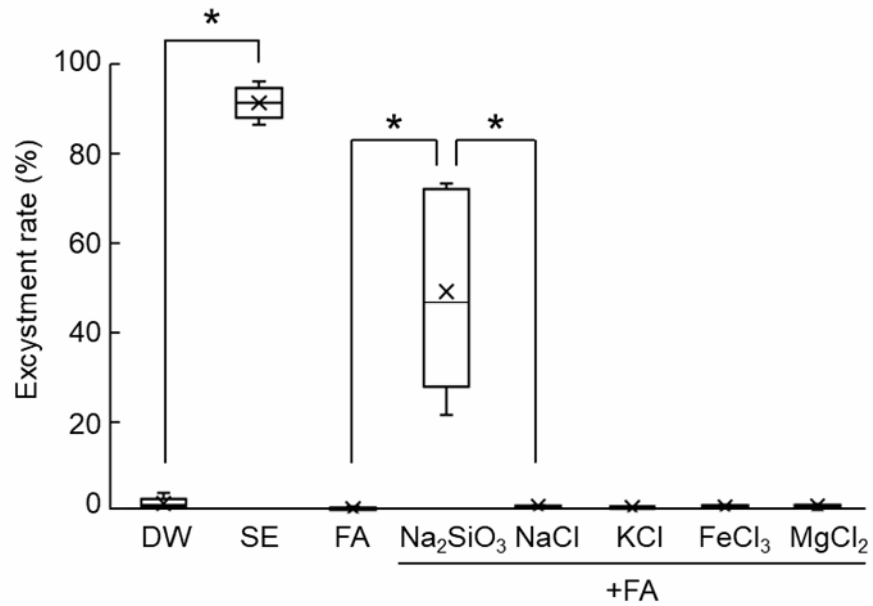 *
100
* *
80
60
40
20
0
Excystment rate (%)
DW SE FA Na₂SiO₃ NaCl KCl FeCl₃ MgCl₂
+FA